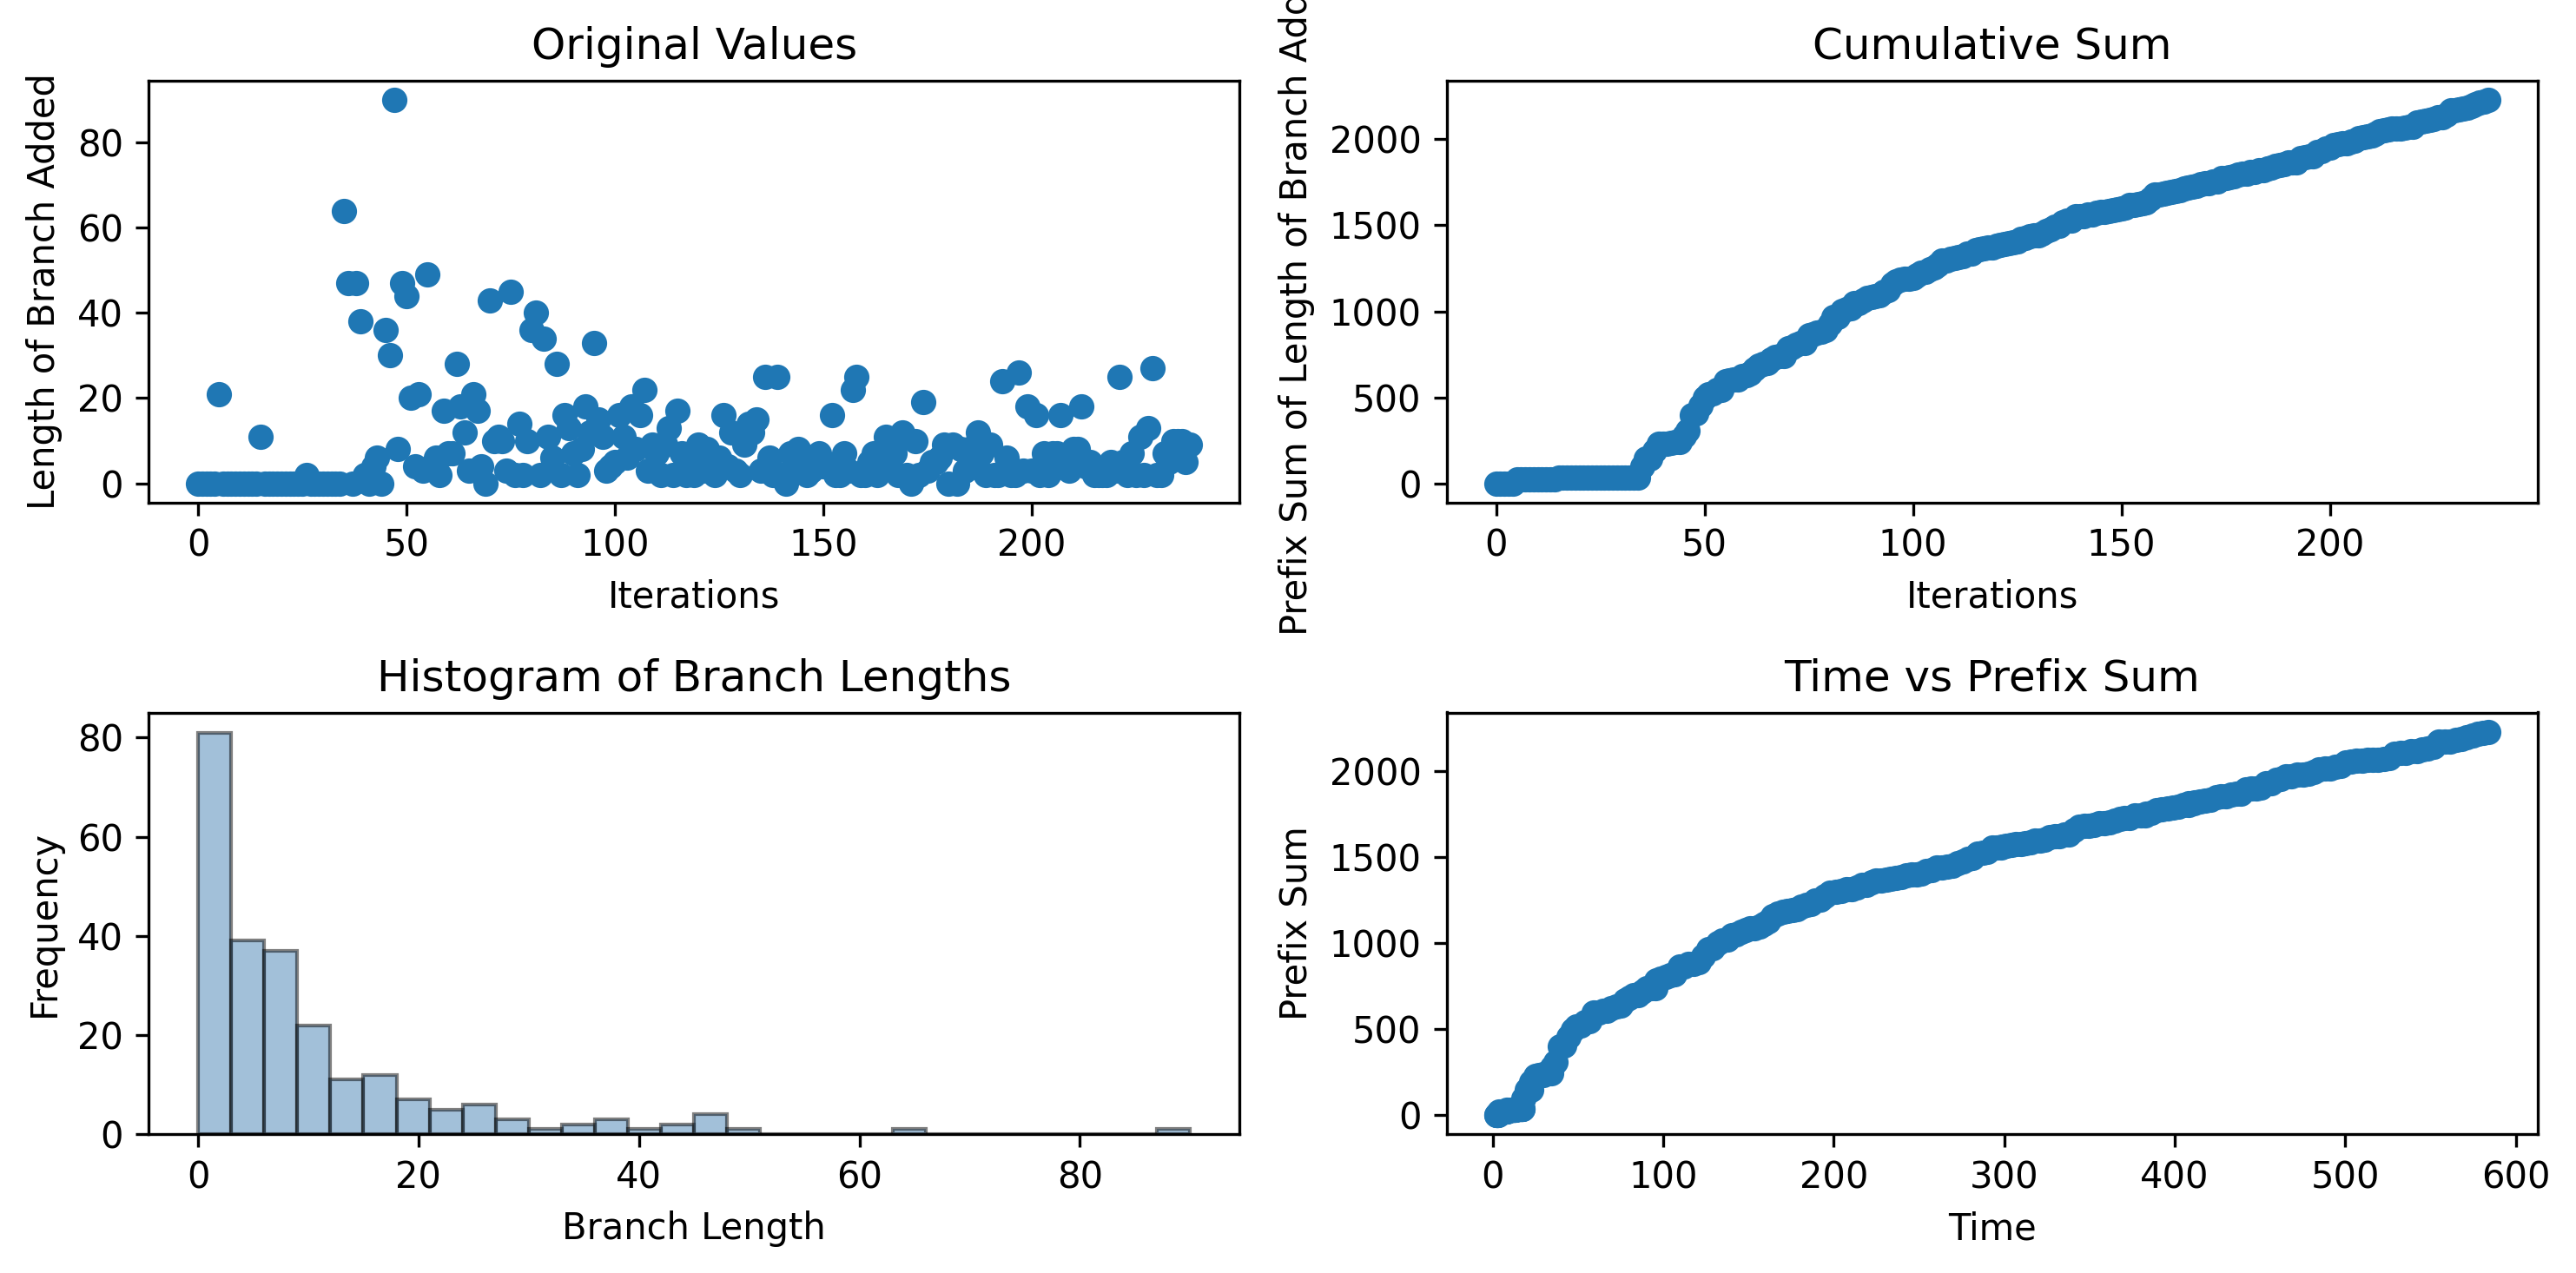 Original Values
Length of Branch Added
80
60
40
20
0
0 50 100 150 200
Iterations
Cumulative Sum
Prefix Sum of Length of Branch
2000
1500
1000
500
0
0 50 100 150 200
Iterations
Histogram of Branch Lengths
Frequency
80
60
40
20
0
0 20 40 60 80
Branch Length
Time vs Prefix Sum
Prefix Sum
2000
1500
1000
500
0
0 100 200 300 400 500 600
Time